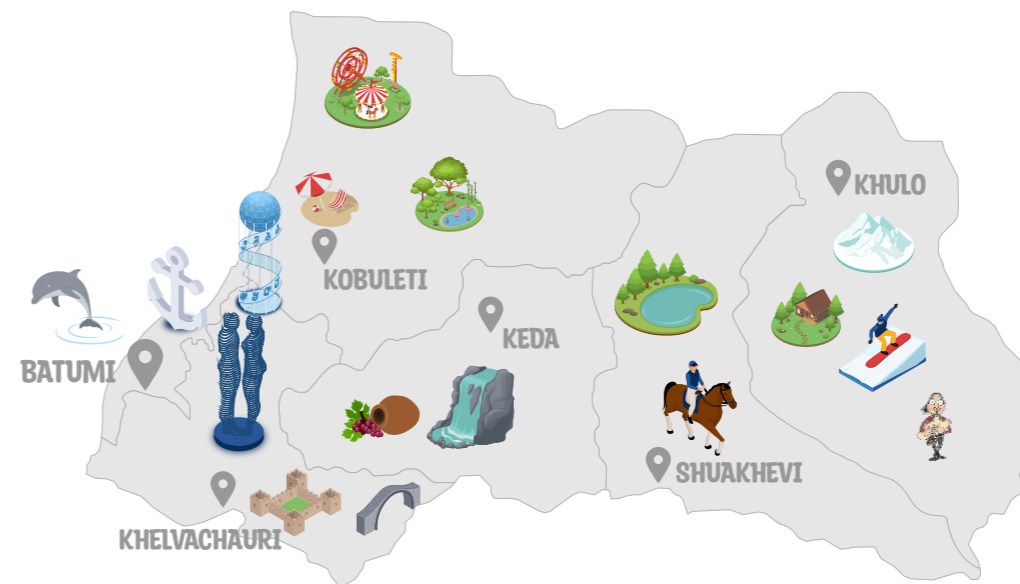 KHULO
KOBULETI
KEDA
BATUMI
SHUAKHEVI
KHELVACHAURI